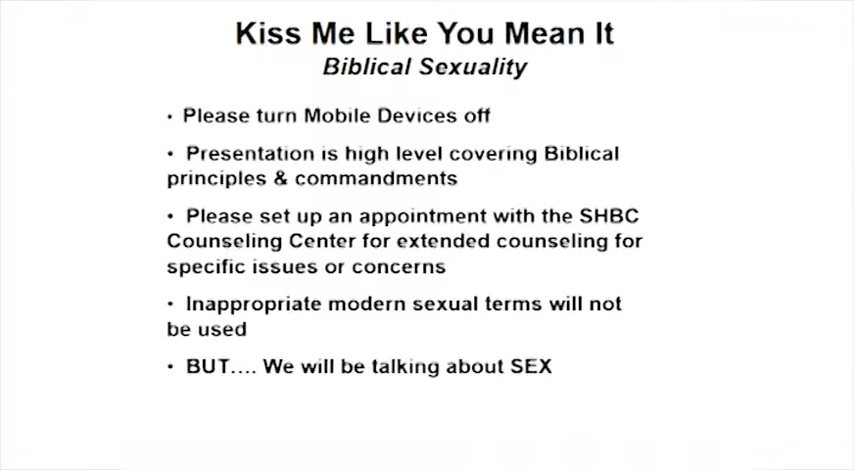 Kiss Me Like You Mean It
Biblical Sexuality
• Please turn Mobile Devices off
• Presentation is high level covering Biblical
principles & commandments
• Please set up an appointment with the SHBC
Counseling Center for extended counseling for
specific issues or concerns
• Inappropriate modern sexual terms will not
be used
• BUT.... We will be talking about SEX